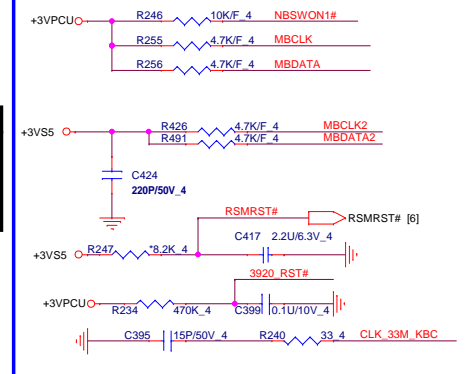 +3VPCU R246 10K/F_4 NBSWON1#
R255 4.7K/F_4 MBCLK
R256 4.7K/F_4 MBDATA
+3VS5 R426 4.7K/F_4 MBCLK2
R491 4.7K/F_4 MBDATA2
C424
220P/50V_4
RSMRST# RSMRST# [6]
C417 2.2U/6.3V_4
+3VS5 R247 *8.2K_4
3920_RST#
+3VPCU R234 470K_4 C399 0.1U/10V_4
C395 15P/50V_4 R240 33_4 CLK_33M_KBC